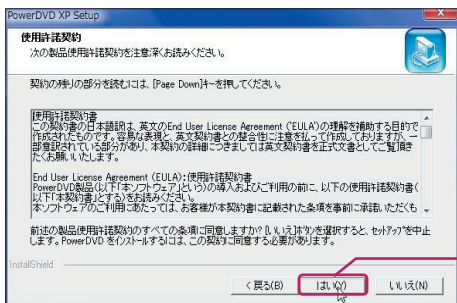 PowerDVD XP Setup
使用許諾契約
次の製品使用許諾契約を注意深くお読みください。
契約の残りの部分を読むには、[Page Down]キーを押してください。
使用許諾契約書
この契約書の日本語訳は、英文のEnd User License Agreement (EULA)の理解を補助する目的で
作成されたものです。容易な表現と、英文契約書との整合性に注意を払って作成しておりますが、一
部意訳されている部分があり、本契約の詳細につきましては英文契約書を正式文書としてご覧頂き
たくお願いいたします。
End User License Agreement (EULA):使用許諾契約書
PowerDVD製品(以下「本ソフトウェア」という)の導入およびご利用の前に、以下の使用許諾契約書(
以下「本契約書」とする)をお読みください。
本ソフトウェアのご利用にあたっては、お客様が本契約書に記載された条項を事前に承諾いただくも
前述の製品使用許諾契約のすべての条項に同意しますか? [いいえ]ボタンを選択すると、セットアップを中止
します。PowerDVD をインストールするには、この契約に同意する必要があります。
InstallShield
< 戻る(B)
はい(Y)
いいえ(N)